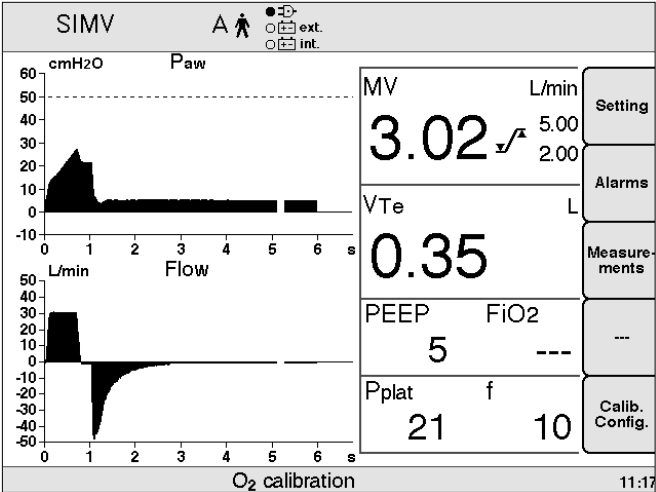 SIMV A ext.
int.
cmH2O Paw
60
50
40
30
20
10
0
-10
0 1 2 3 4 5 6 s
L/min Flow
50
40
30
20
10
0
-10
-20
-30
-40
-50
0 1 2 3 4 5 6 s
MV L/min
3.02 5.00
2.00
VTe L
0.35
PEEP FiO2
5 ---
Pplat f
21 10
Setting
Alarms
Measure-
ments
---
Calib.
Config.
O2 calibration 11:17